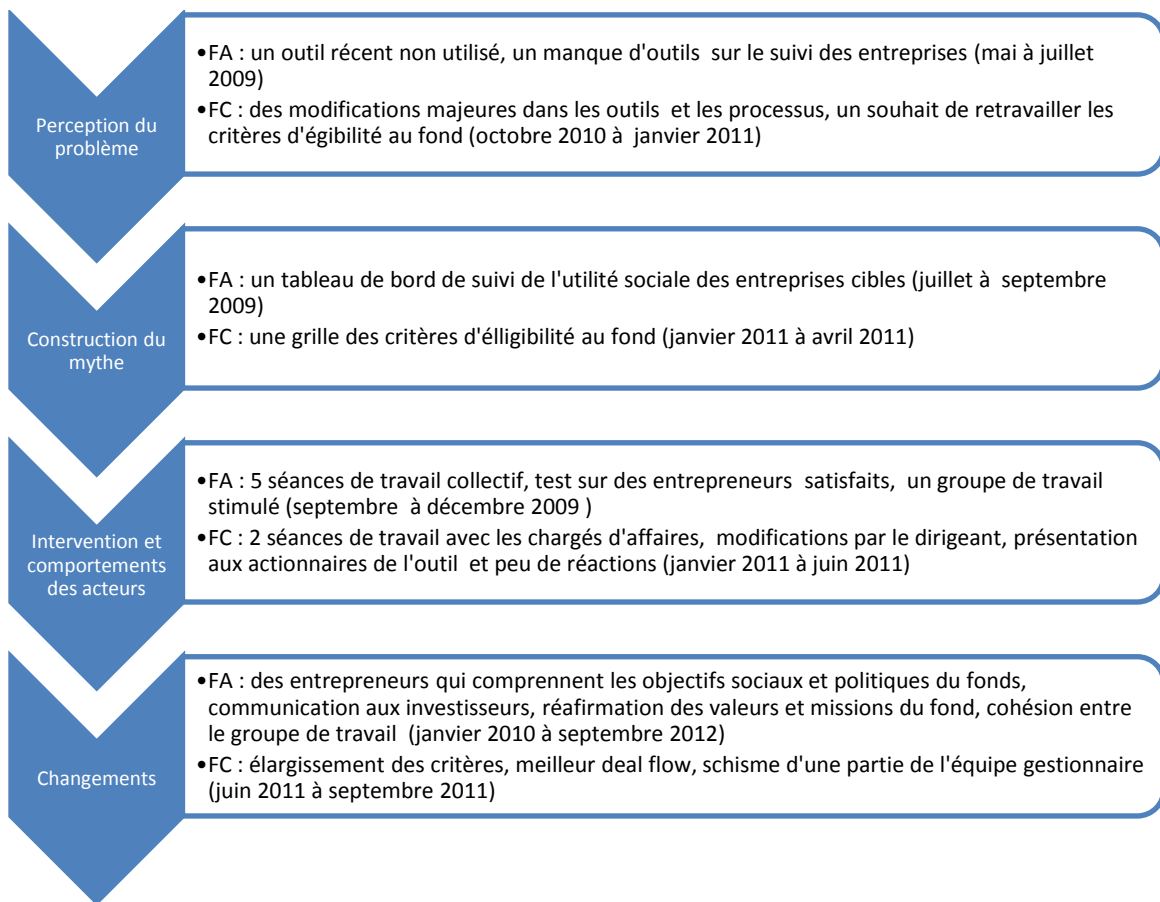 Perception du
problème
•FA : un outil récent non utilisé, un manque d'outils sur le suivi des entreprises (mai à juillet
2009)
•FC : des modifications majeures dans les outils et les processus, un souhait de retravailler les
critères d'égibilité au fond (octobre 2010 à janvier 2011)
Construction du
mythe
•FA : un tableau de bord de suivi de l'utilité sociale des entreprises cibles (juillet à septembre
2009)
•FC : une grille des critères d'élligibilité au fond (janvier 2011 à avril 2011)
Intervention et
comportements
des acteurs
•FA : 5 séances de travail collectif, test sur des entrepreneurs satisfaits, un groupe de travail
stimulé (septembre à décembre 2009 )
•FC : 2 séances de travail avec les chargés d'affaires, modifications par le dirigeant, présentation
aux actionnaires de l'outil et peu de réactions (janvier 2011 à juin 2011)
Changements
•FA : des entrepreneurs qui comprennent les objectifs sociaux et politiques du fonds,
communication aux investisseurs, réafirmation des valeurs et missions du fond, cohésion entre
le groupe de travail (janvier 2010 à septembre 2012)
•FC : élargissement des critères, meilleur deal flow, schisme d'une partie de l'équipe gestionnaire
(juin 2011 à septembre 2011)